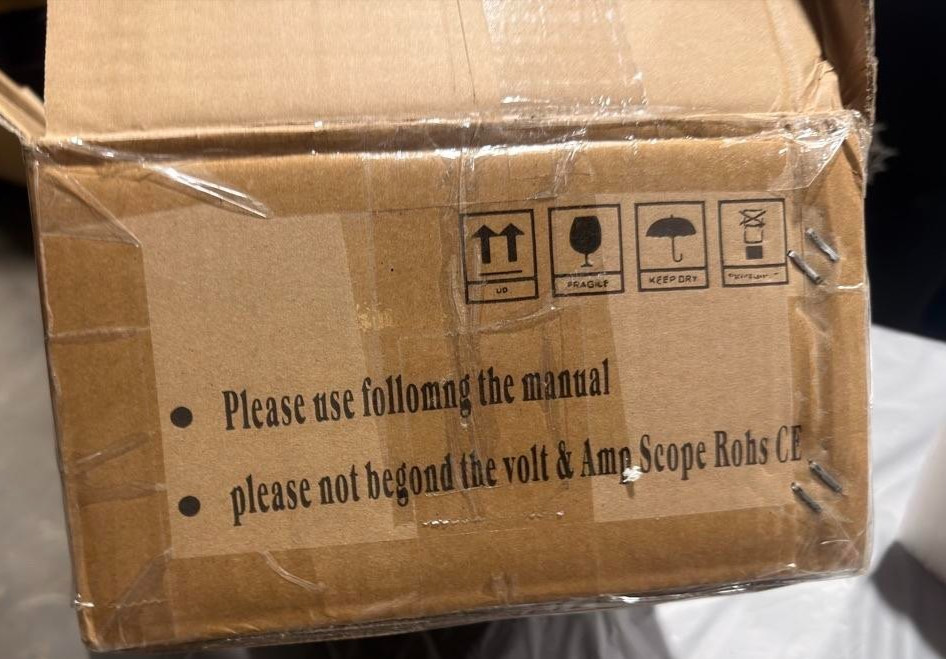 UP
FRAGILE
KEEP DRY
Please use follomng the manual
please not begond the volt & Amp Scope Rohs CE